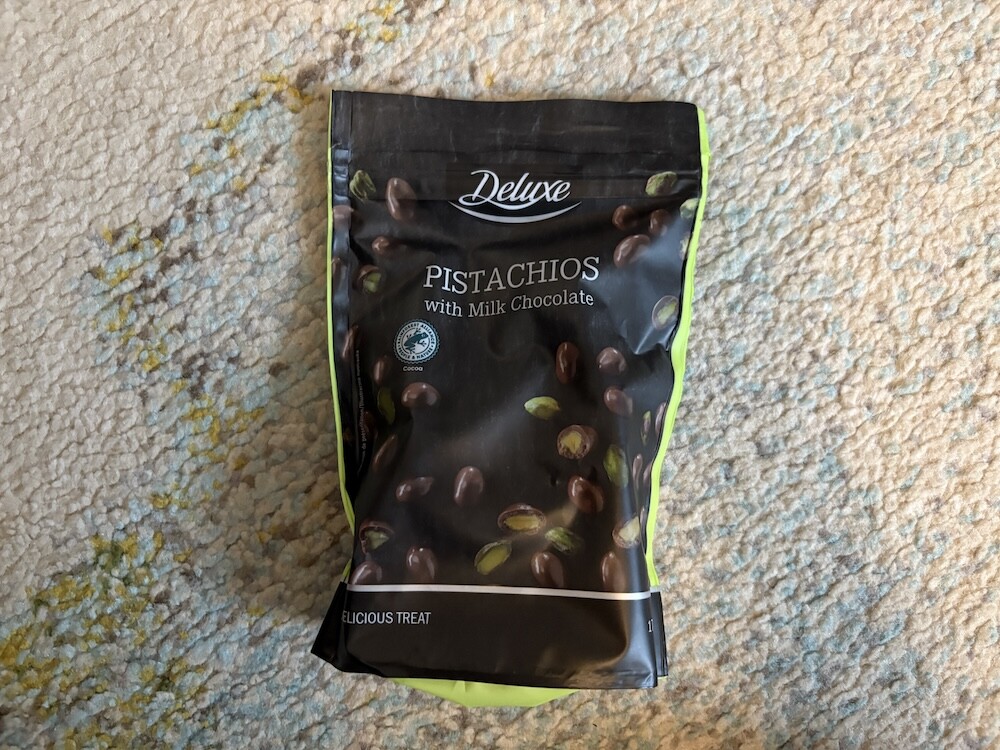 Deluxe
PISTACHIOS
with Milk Chocolate
Cocoa
ELICIOUS TREAT